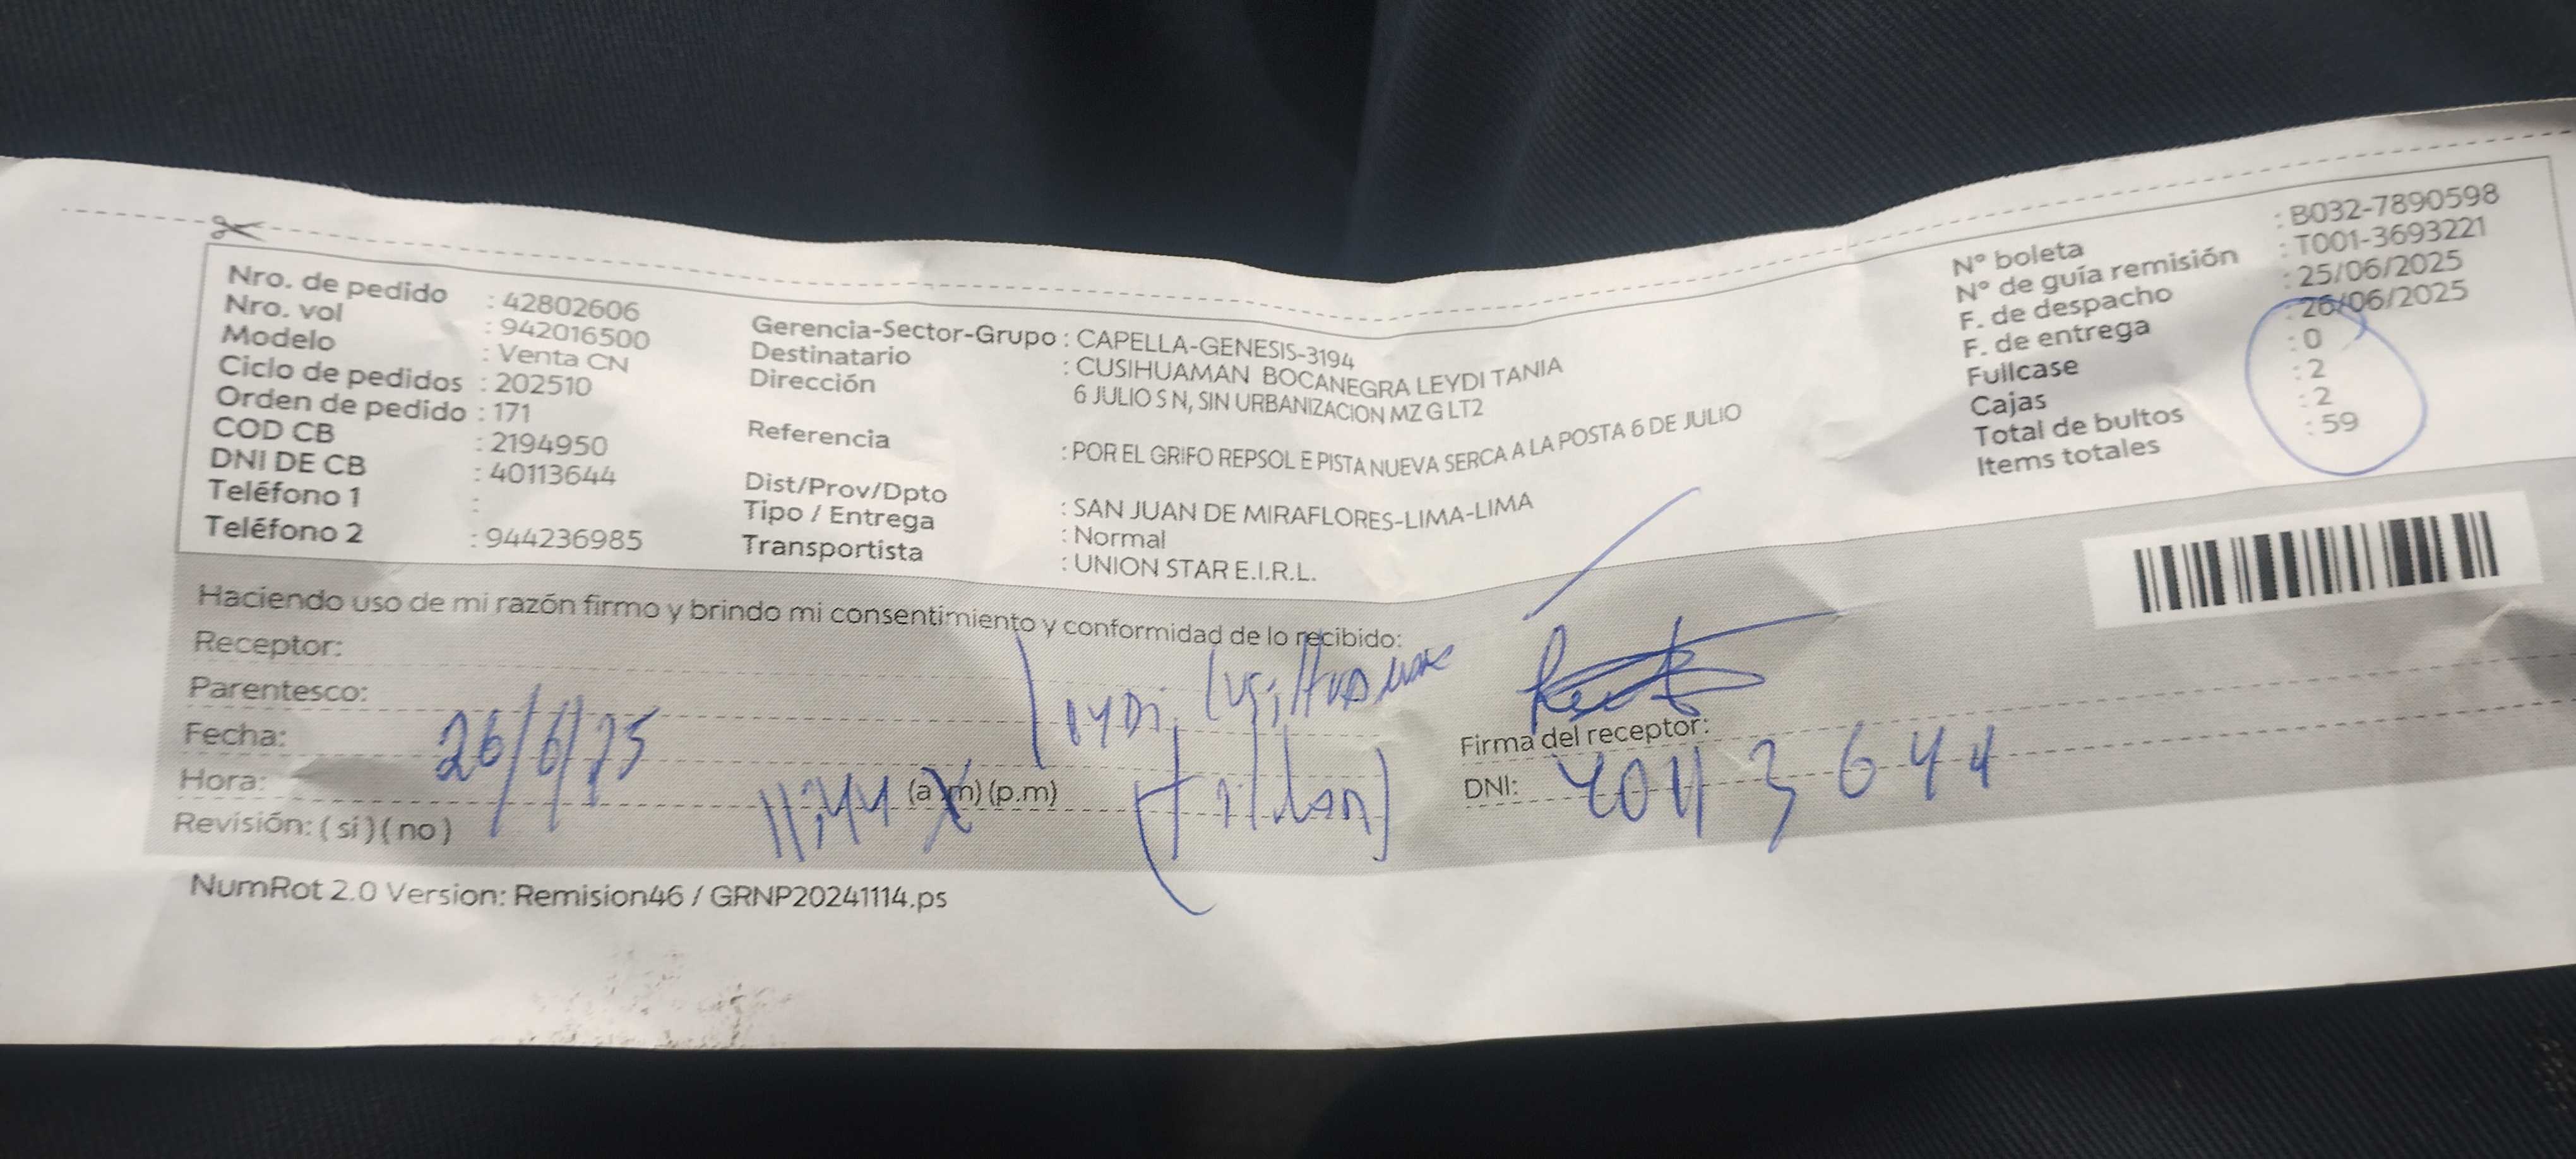 Nro. de pedido : 42802606
Nro. vol : 942016500
Modelo : Venta CN
Ciclo de pedidos : 202510
Orden de pedido : 171
COD CB : 2194950
DNI DE CB : 40113644
Teléfono 1 :
Teléfono 2 : 944236985
Gerencia-Sector-Grupo : CAPELLA-GENESIS-3194
Destinatario : CUSIHUAMAN BOCANEGRA LEYDI TANIA
Dirección 6 JULIO S N, SIN URBANIZACION MZ G LT2
Referencia : POR EL GRIFO REPSOL E PISTA NUEVA SERCA A LA POSTA 6 DE JULIO
Dist/Prov/Dpto : SAN JUAN DE MIRAFLORES-LIMA-LIMA
Tipo / Entrega : Normal
Transportista : UNION STAR E.I.R.L.
N° boleta : B032-7890598
N° de guía remisión : T001-3693221
F. de despacho : 25/06/2025
F. de entrega : 26/06/2025
Fullcase : 0
Cajas : 2
Total de bultos : 2
Items totales : 59
Haciendo uso de mi razón firmo y brindo mi consentimiento y conformidad de lo recibido:
Receptor:
Parentesco:
Fecha: 26/6/25
Hora: 11:44 (a.m) (p.m)
Revisión: ( si ) ( no )
Firma del receptor:
DNI: 40113644
NumRot 2.0 Version: Remision46 / GRNP20241114.ps